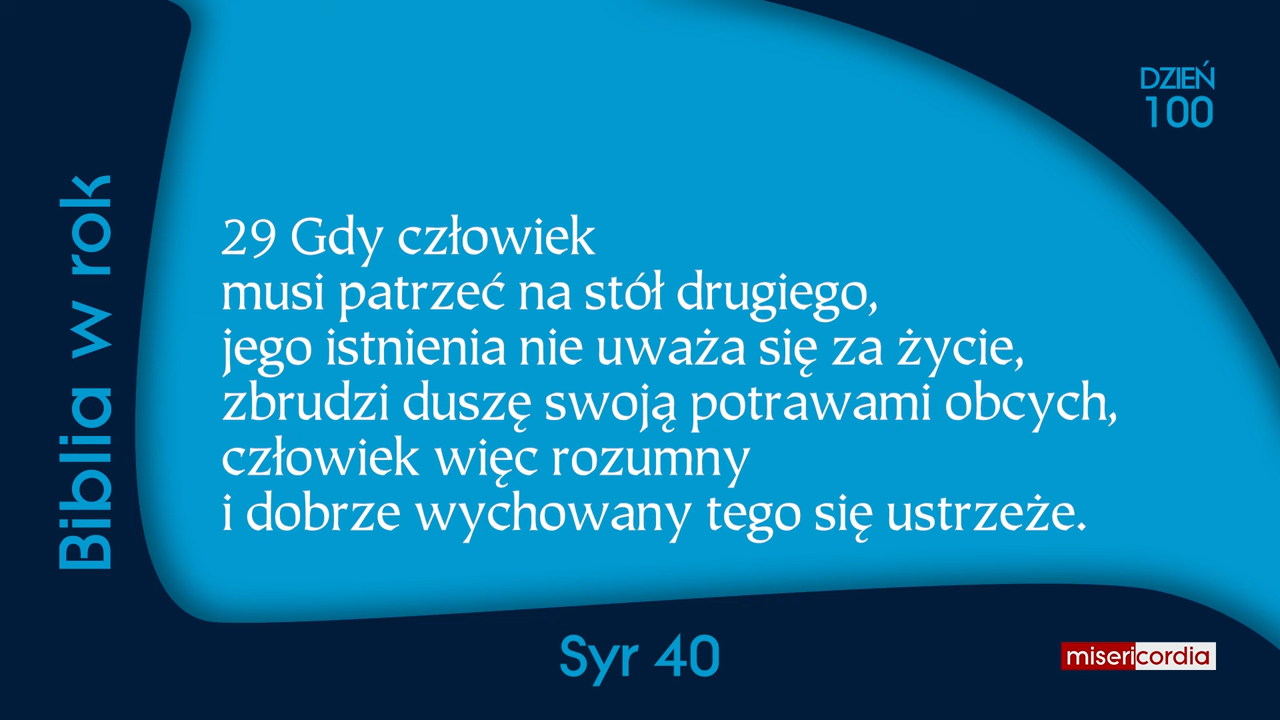 DZIEŃ
100
Biblia w rok
29 Gdy człowiek
musi patrzeć na stół drugiego,
jego istnienia nie uważa się za życie,
zbrudzi duszę swoją potrawami obcych,
człowiek więc rozumny
i dobrze wychowany tego się ustrzeże.
Syr 40
misericordia